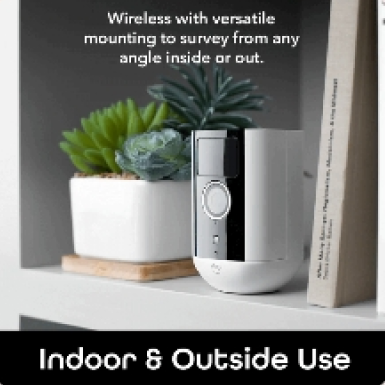 Wireless with versatile
mounting to survey from any
angle inside or out.
Indoor & Outside Use